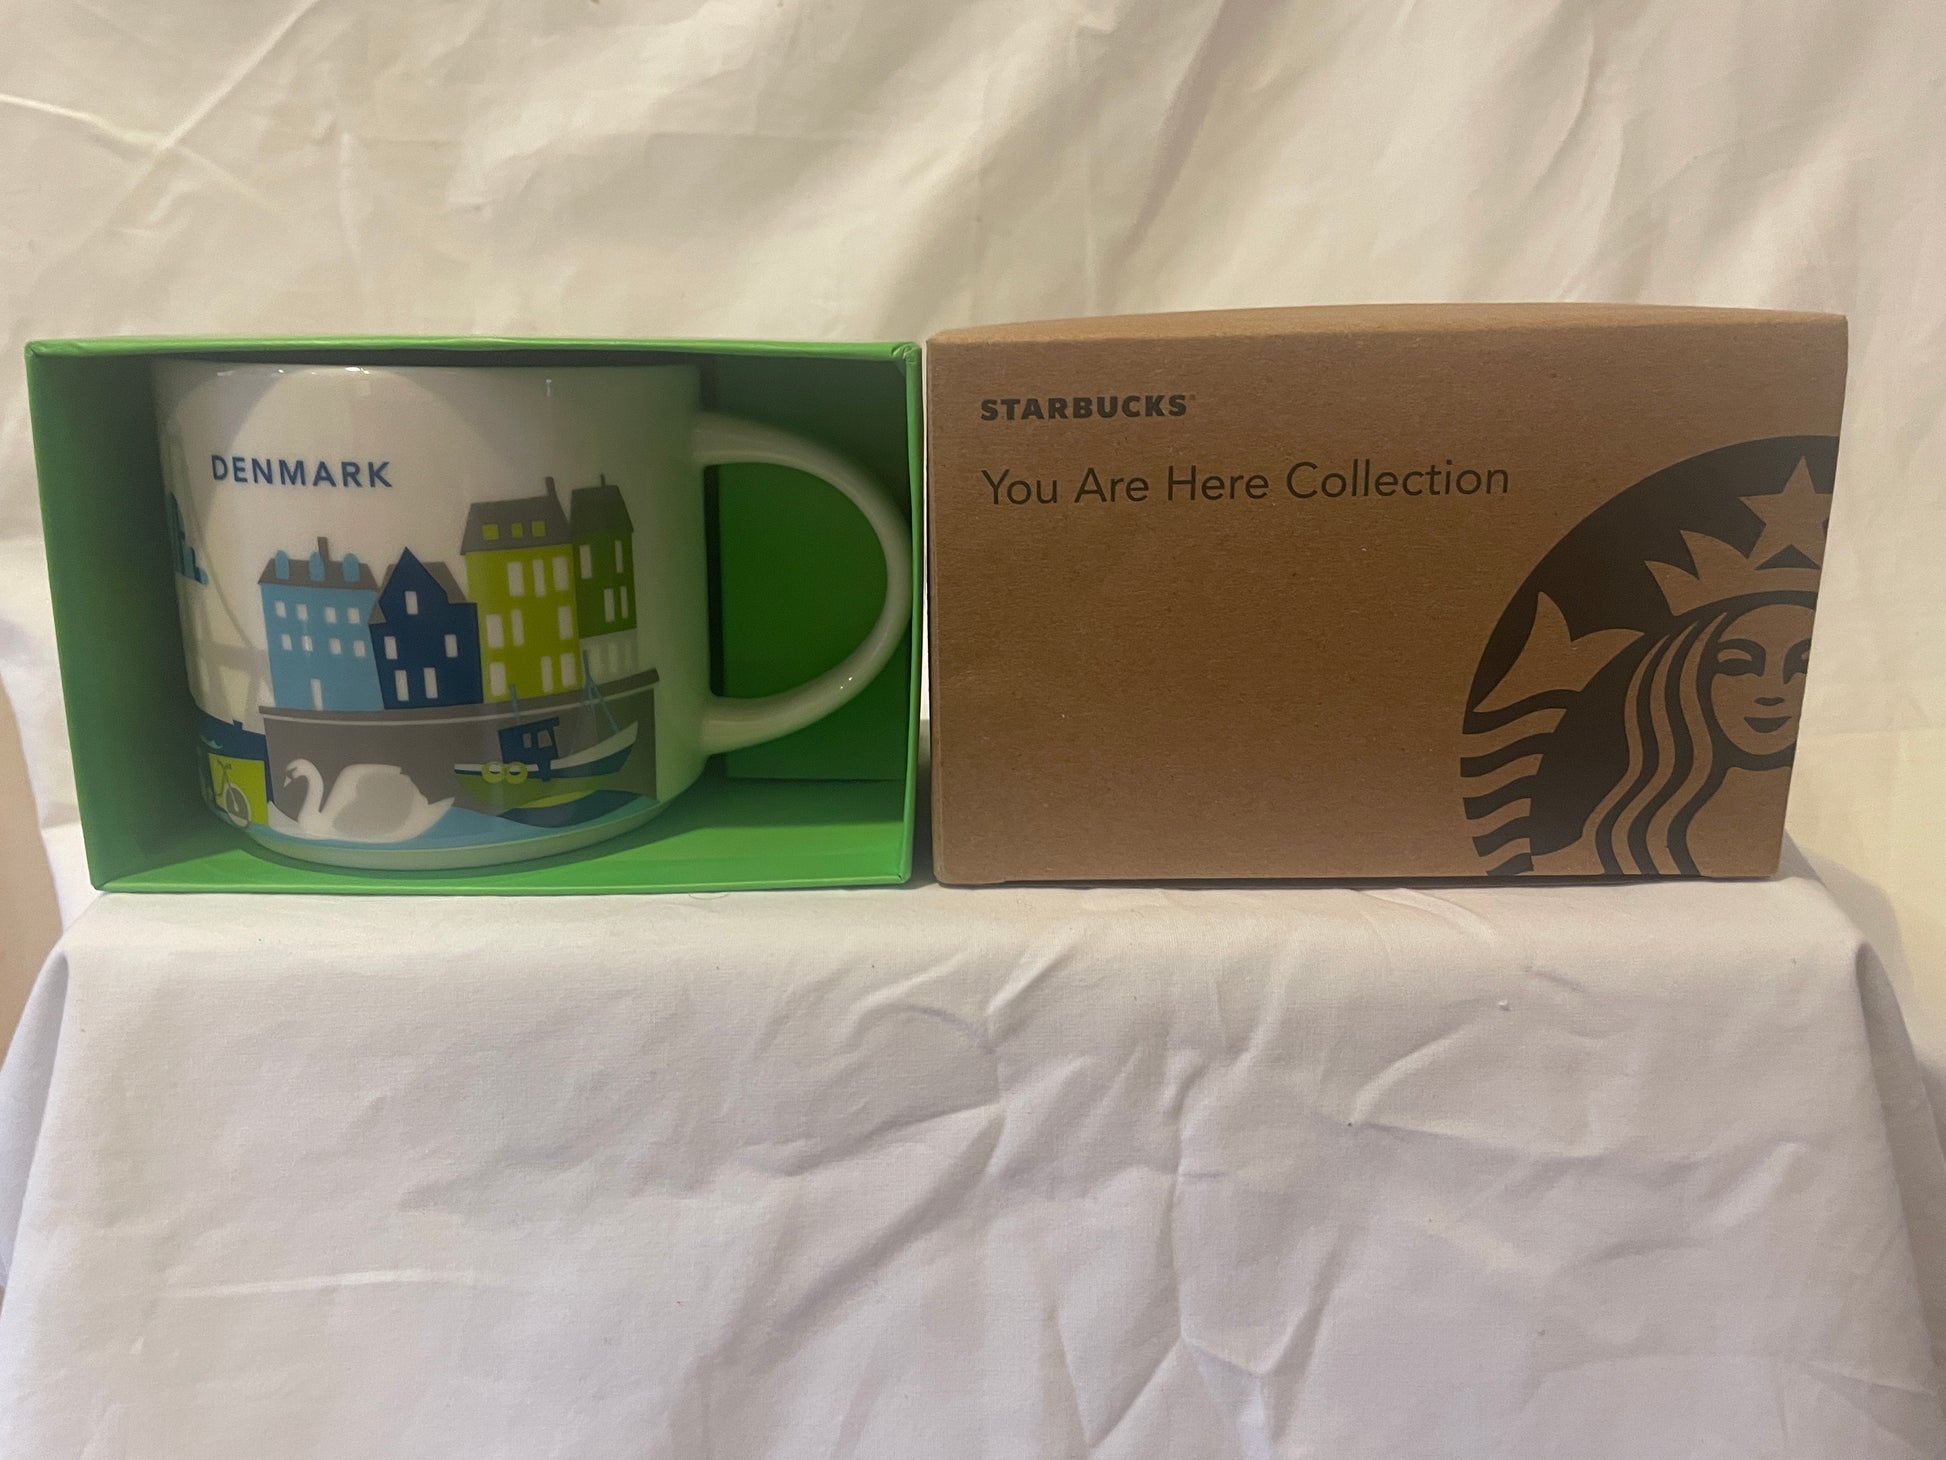 DENMARK
STARBUCKS
You Are Here Collection